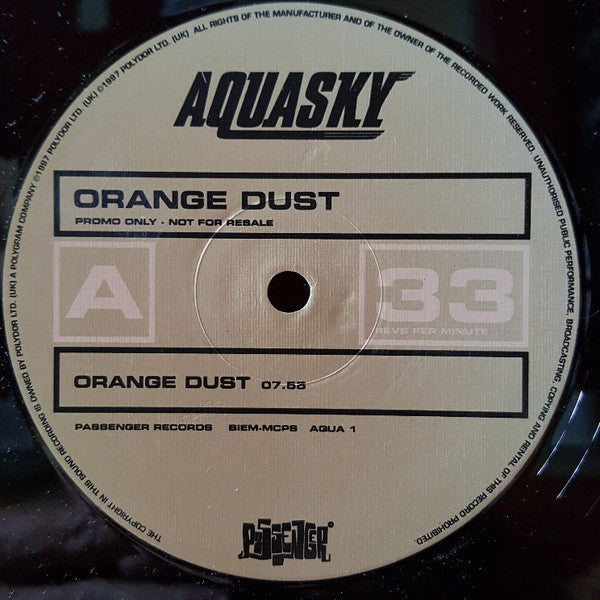 AQUASKY
ORANGE DUST
PROMO ONLY - NOT FOR RESALE
A
33
REVS PER MINUTE
ORANGE DUST 07.53
PASSENGER RECORDS BIEM-MCPS AQUA 1
PASSENGER
THE COPYRIGHT IN THIS SOUND RECORDING IS OWNED BY POLYDOR LTD. (UK) A POLYGRAM COMPANY ©1997 POLYDOR LTD. (UK) ©1997 POLYDOR LTD. (UK) ALL RIGHTS OF THE MANUFACTURER AND OF THE OWNER OF THE RECORDED WORK RESERVED. UNAUTHORISED PUBLIC PERFORMANCE, BROADCASTING, COPYING AND RENTAL OF THIS RECORD PROHIBITED.